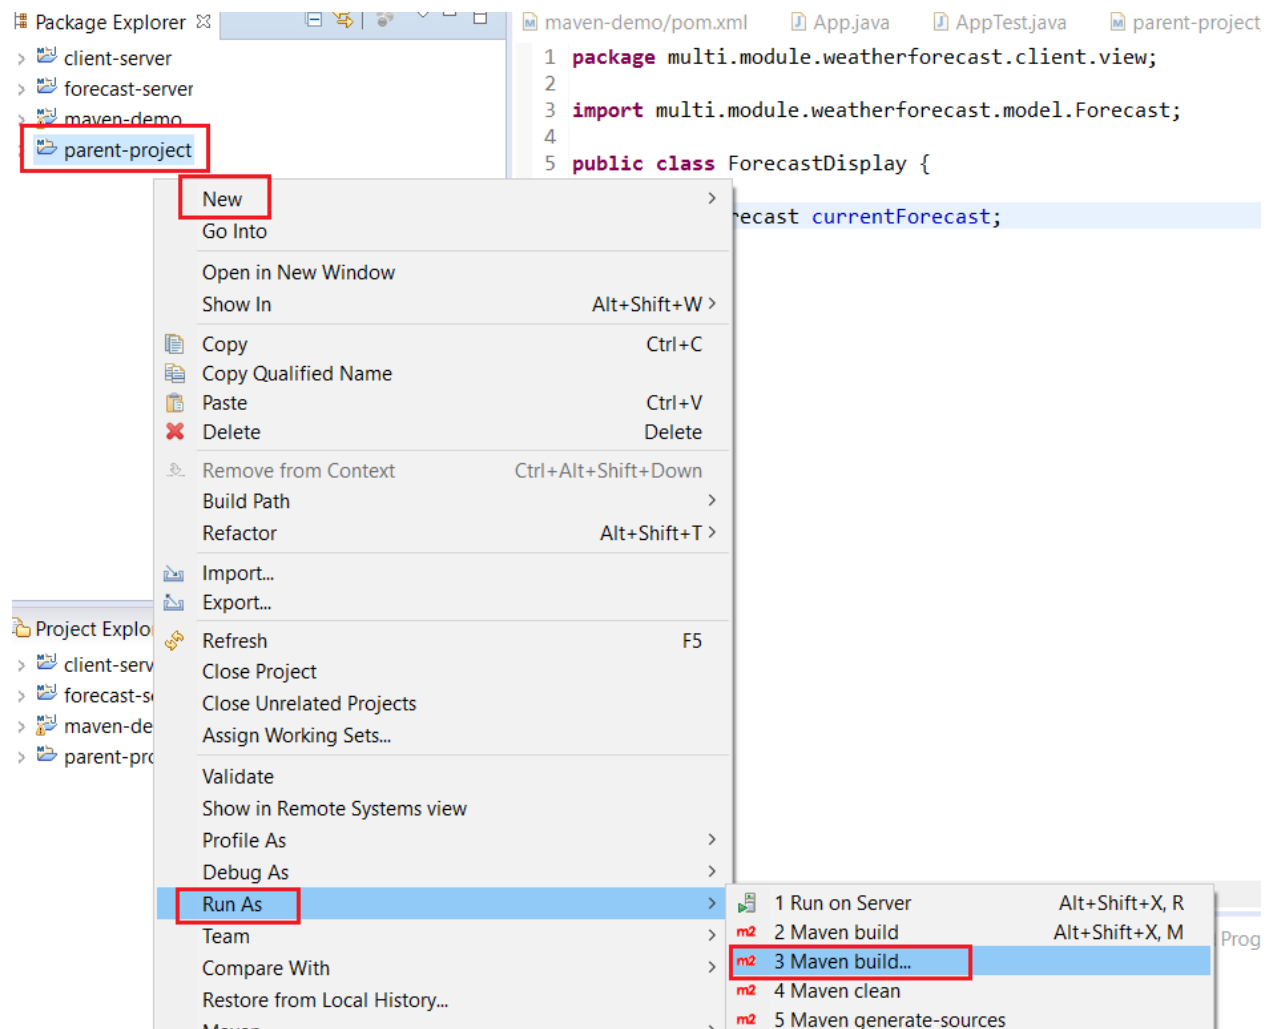 Package Explorer
client-server
forecast-server
maven-demo
parent-project
maven-demo/pom.xml App.java AppTest.java parent-project
1 package multi.module.weatherforecast.client.view;
2
3 import multi.module.weatherforecast.model.Forecast;
4
5 public class ForecastDisplay {
recast currentForecast;
New
Go Into
Open in New Window
Show In Alt+Shift+W
Copy Ctrl+C
Copy Qualified Name
Paste Ctrl+V
Delete Delete
Remove from Context Ctrl+Alt+Shift+Down
Build Path
Refactor Alt+Shift+T
Import...
Export...
Refresh F5
Close Project
Close Unrelated Projects
Assign Working Sets...
Validate
Show in Remote Systems view
Profile As
Debug As
Run As
Team
Compare With
Restore from Local History...
Maven
Project Explo
client-serv
forecast-s
maven-de
parent-pro
1 Run on Server Alt+Shift+X, R
m2 2 Maven build Alt+Shift+X, M
m2 3 Maven build...
m2 4 Maven clean
m2 5 Maven generate-sources
Prog